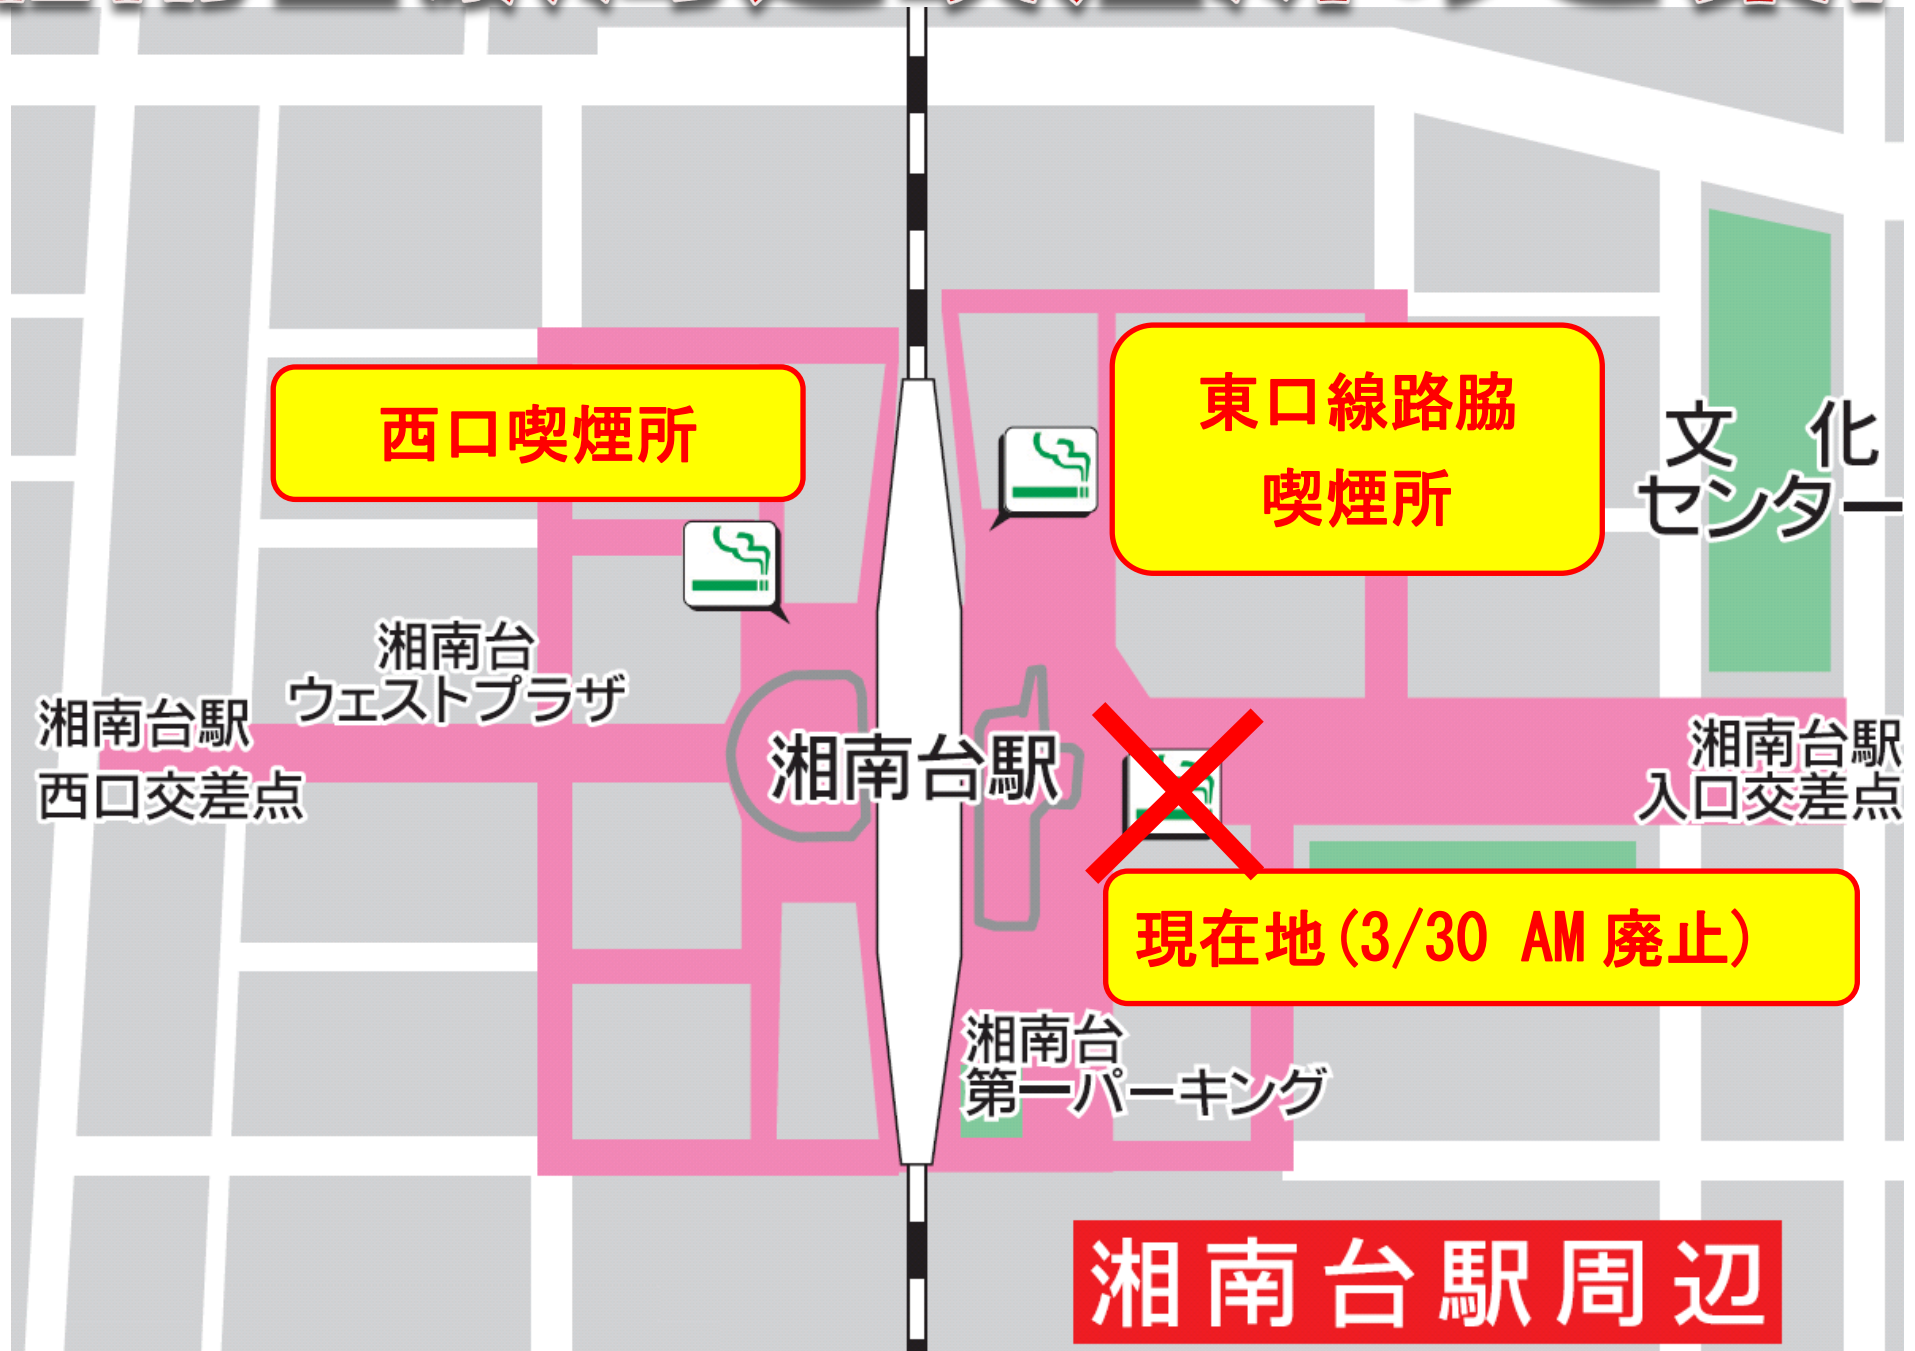 西口喫煙所
東口線路脇
喫煙所
文　化
センター
湘南台
ウェストプラザ
湘南台駅
西口交差点
湘南台駅
湘南台駅
入口交差点
現在地(3/30 AM 廃止)
湘南台
第一パーキング
湘南台駅周辺